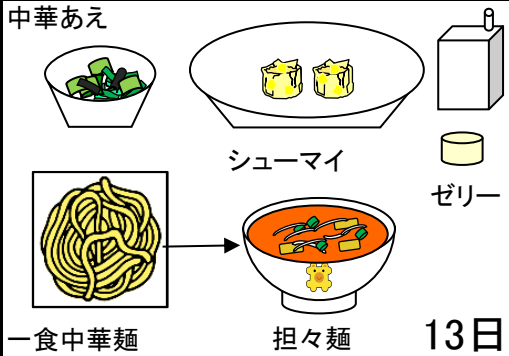 中華あえ
シューマイ
ゼリー
一食中華麺
担々麺
13日